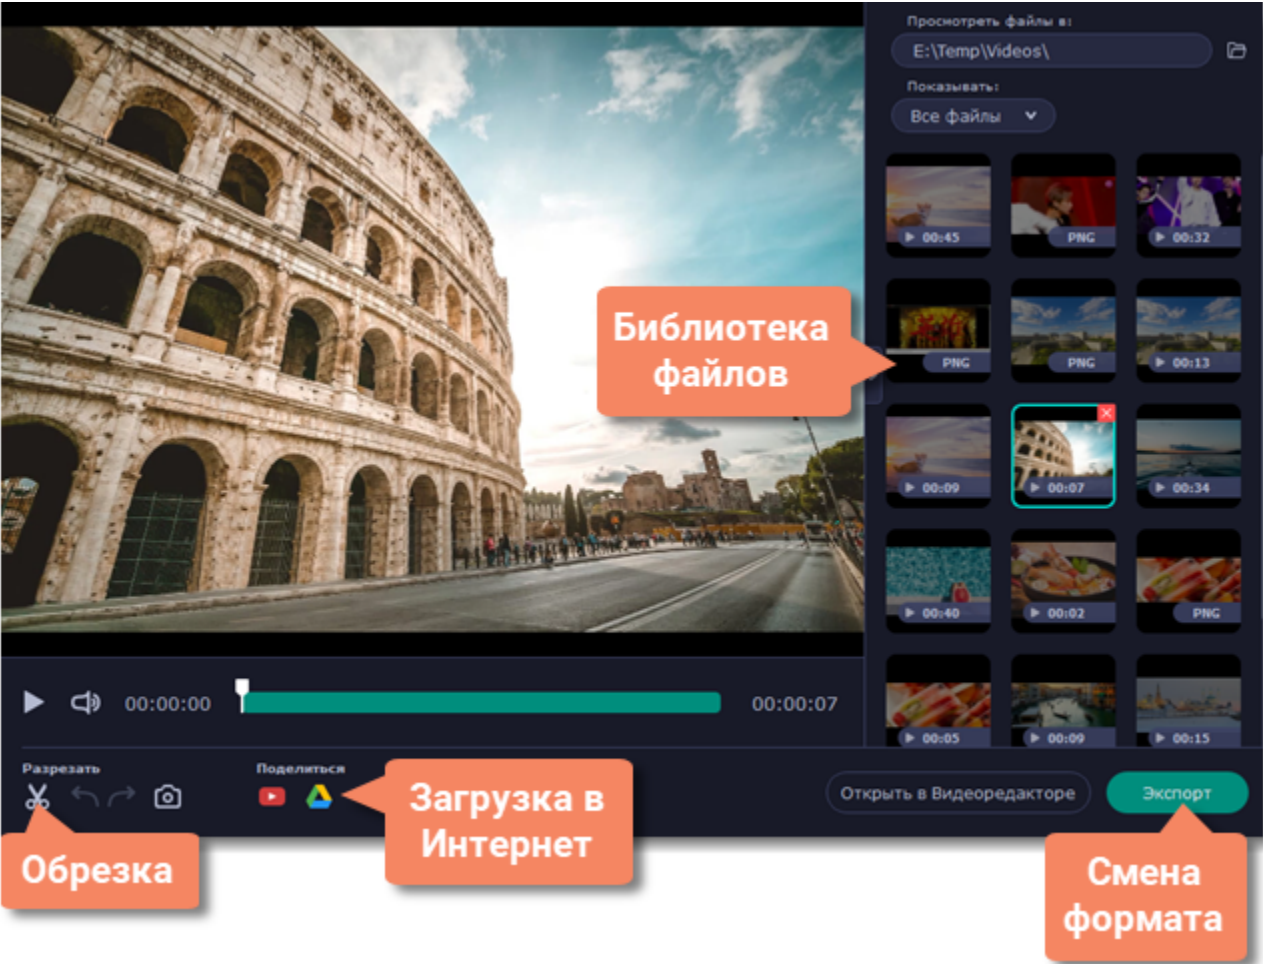 Просмотреть файлы в:
E:\Temp\Videos\
Показывать:
Все файлы
00:45
PNG
00:32
PNG
PNG
00:13
Библиотека
файлов
00:09
00:07
00:34
00:40
00:02
PNG
00:05
00:09
00:15
00:00:00
00:00:07
Разрезать
Поделиться
Открыть в Видеоредакторе
Экспорт
Загрузка в
Интернет
Обрезка
Смена
формата